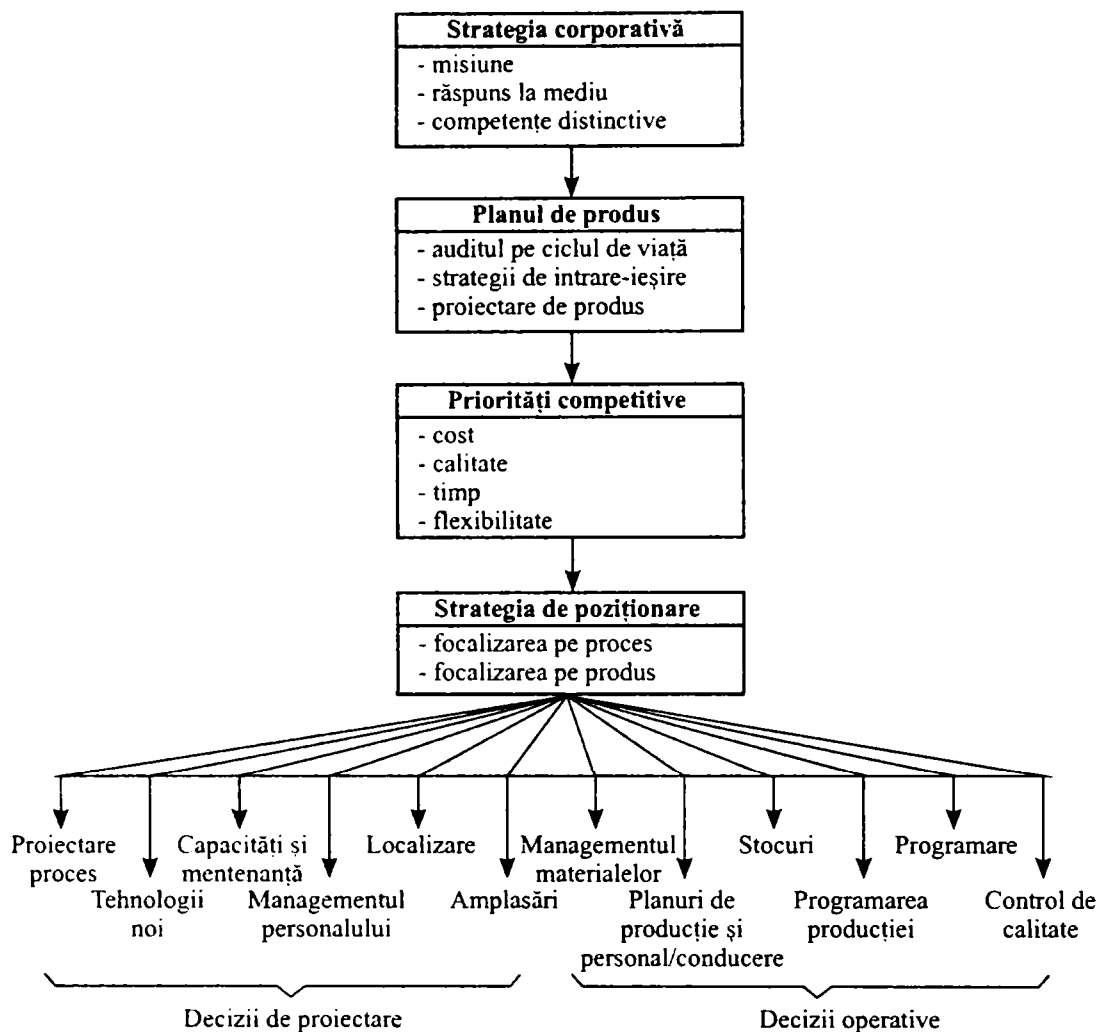 Strategia corporativă
- misiune
- răspuns la mediu
- competențe distinctive
Planul de produs
- auditul pe ciclul de viață
- strategii de intrare-ieșire
- proiectare de produs
Priorități competitive
- cost
- calitate
- timp
- flexibilitate
Strategia de poziționare
- focalizarea pe proces
- focalizarea pe produs
Proiectare
proces
Tehnologii
noi
Capacități și
mentenanță
Managementul
personalului
Localizare
Amplasări
Managementul
materialelor
Planuri de
producție și
personal/conducere
Stocuri
Programarea
producției
Programare
Control de
calitate
Decizii de proiectare
Decizii operative